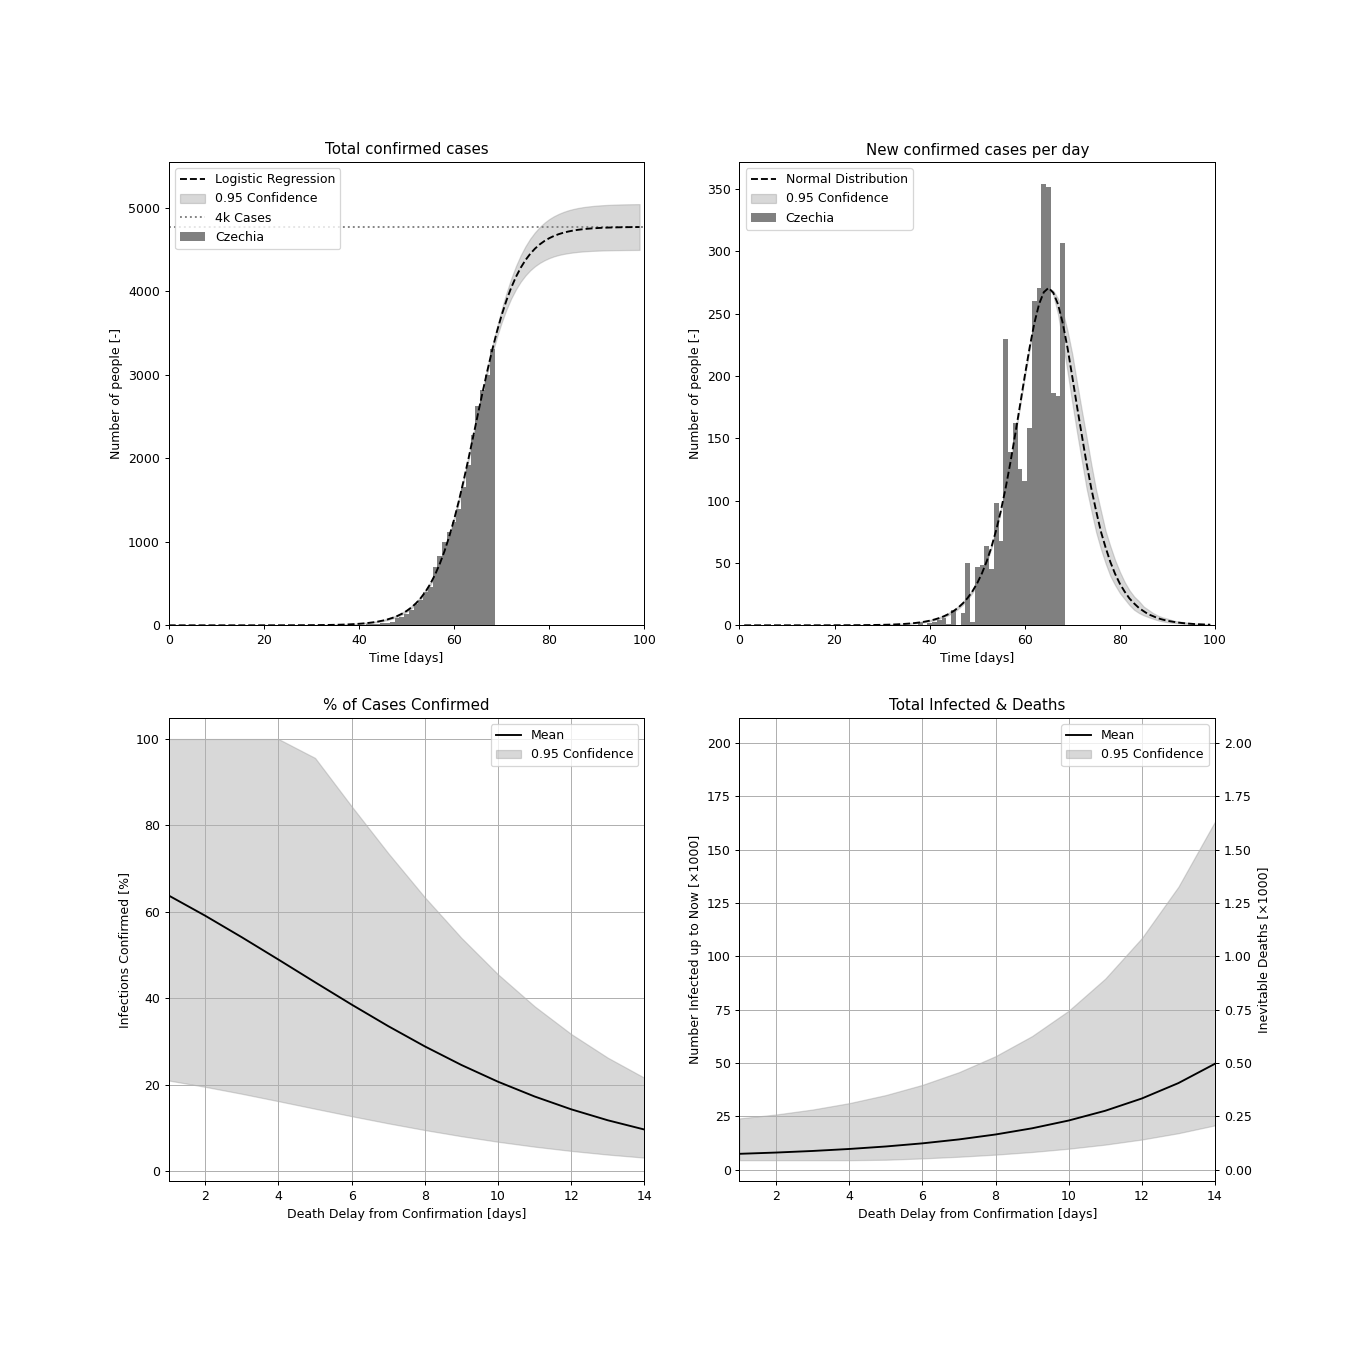 Total confirmed cases
Logistic Regression
0.95 Confidence
4k Cases
Czechia
5000
4000
3000
2000
1000
0
Number of people [-]
0 20 40 60 80 100
Time [days]
New confirmed cases per day
Normal Distribution
0.95 Confidence
Czechia
350
300
250
200
150
100
50
0
Number of people [-]
0 20 40 60 80 100
Time [days]
% of Cases Confirmed
Mean
0.95 Confidence
100
80
60
40
20
0
Infections Confirmed [%]
2 4 6 8 10 12 14
Death Delay from Confirmation [days]
Total Infected & Deaths
Mean
0.95 Confidence
200
175
150
125
100
75
50
25
0
Number Infected up to Now [×1000]
2.00
1.75
1.50
1.25
1.00
0.75
0.50
0.25
0.00
Inevitable Deaths [×1000]
2 4 6 8 10 12 14
Death Delay from Confirmation [days]